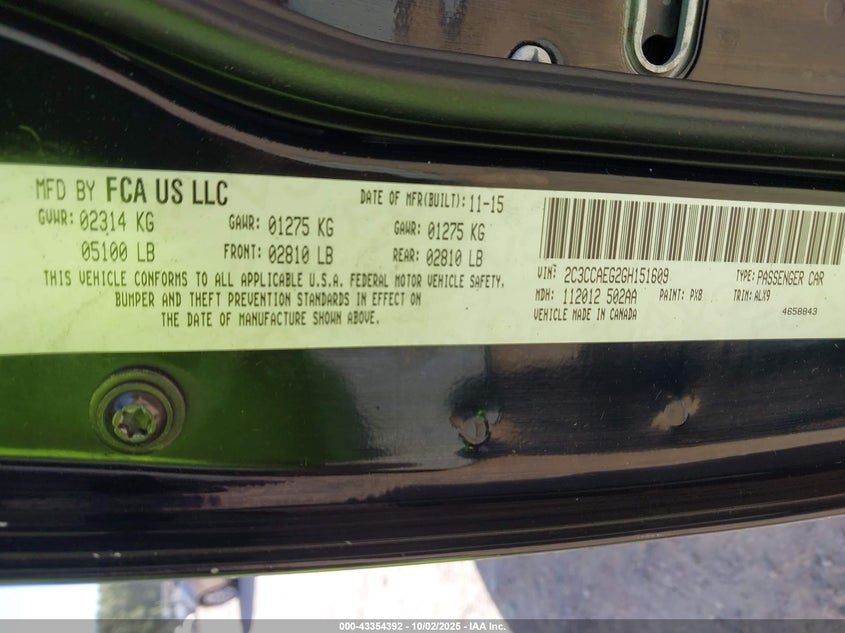 MFD BY FCA US LLC
DATE OF MFR(BUILT): 11-15
GVWR: 02314 KG GAWR: 01275 KG GAWR: 01275 KG
05100 LB FRONT: 02810 LB REAR: 02810 LB
THIS VEHICLE CONFORMS TO ALL APPLICABLE U.S.A. FEDERAL MOTOR VEHICLE SAFETY,
BUMPER AND THEFT PREVENTION STANDARDS IN EFFECT ON
THE DATE OF MANUFACTURE SHOWN ABOVE.
VIN: 2C3CCAEG2GH151609 TYPE: PASSENGER CAR
MDH: 112012 502AA PAINT: PX8 TRIM: ALX9
VEHICLE MADE IN CANADA 4658843
000-43354392 - 10/02/2025 - IAA Inc.